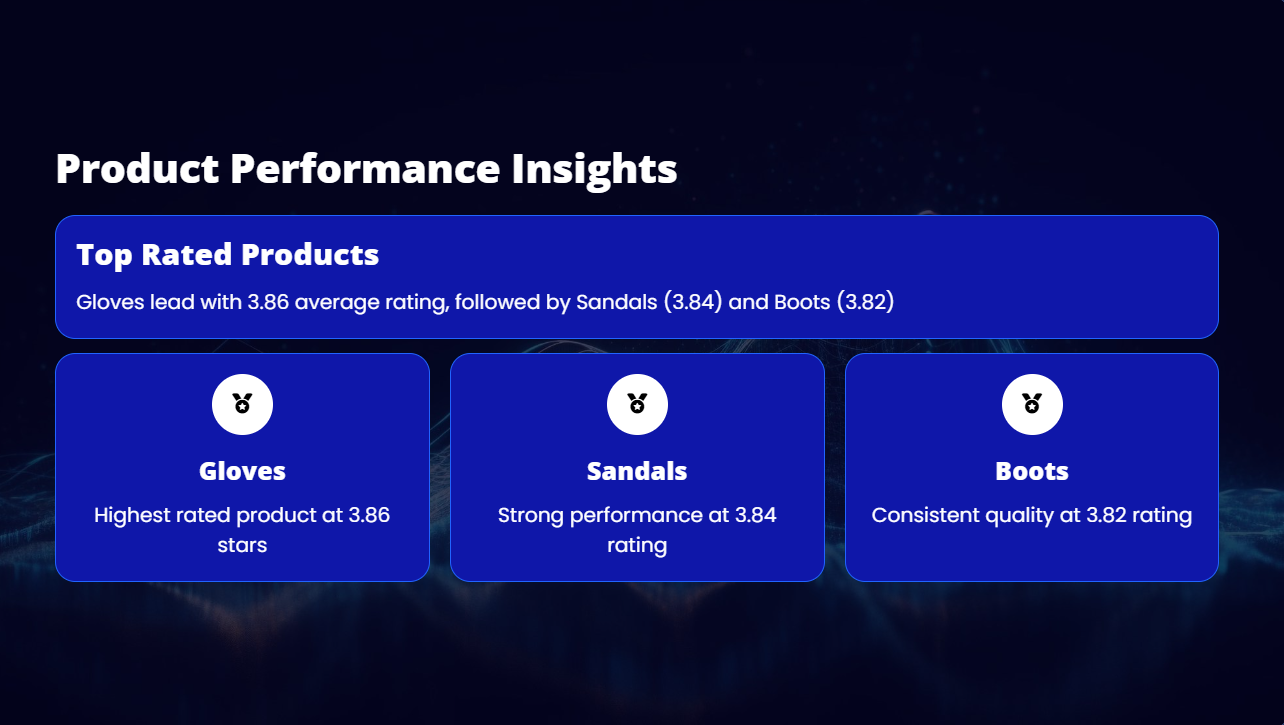 Product Performance Insights
Top Rated Products
Gloves lead with 3.86 average rating, followed by Sandals (3.84) and Boots (3.82)
Gloves
Highest rated product at 3.86
stars
Sandals
Strong performance at 3.84
rating
Boots
Consistent quality at 3.82 rating